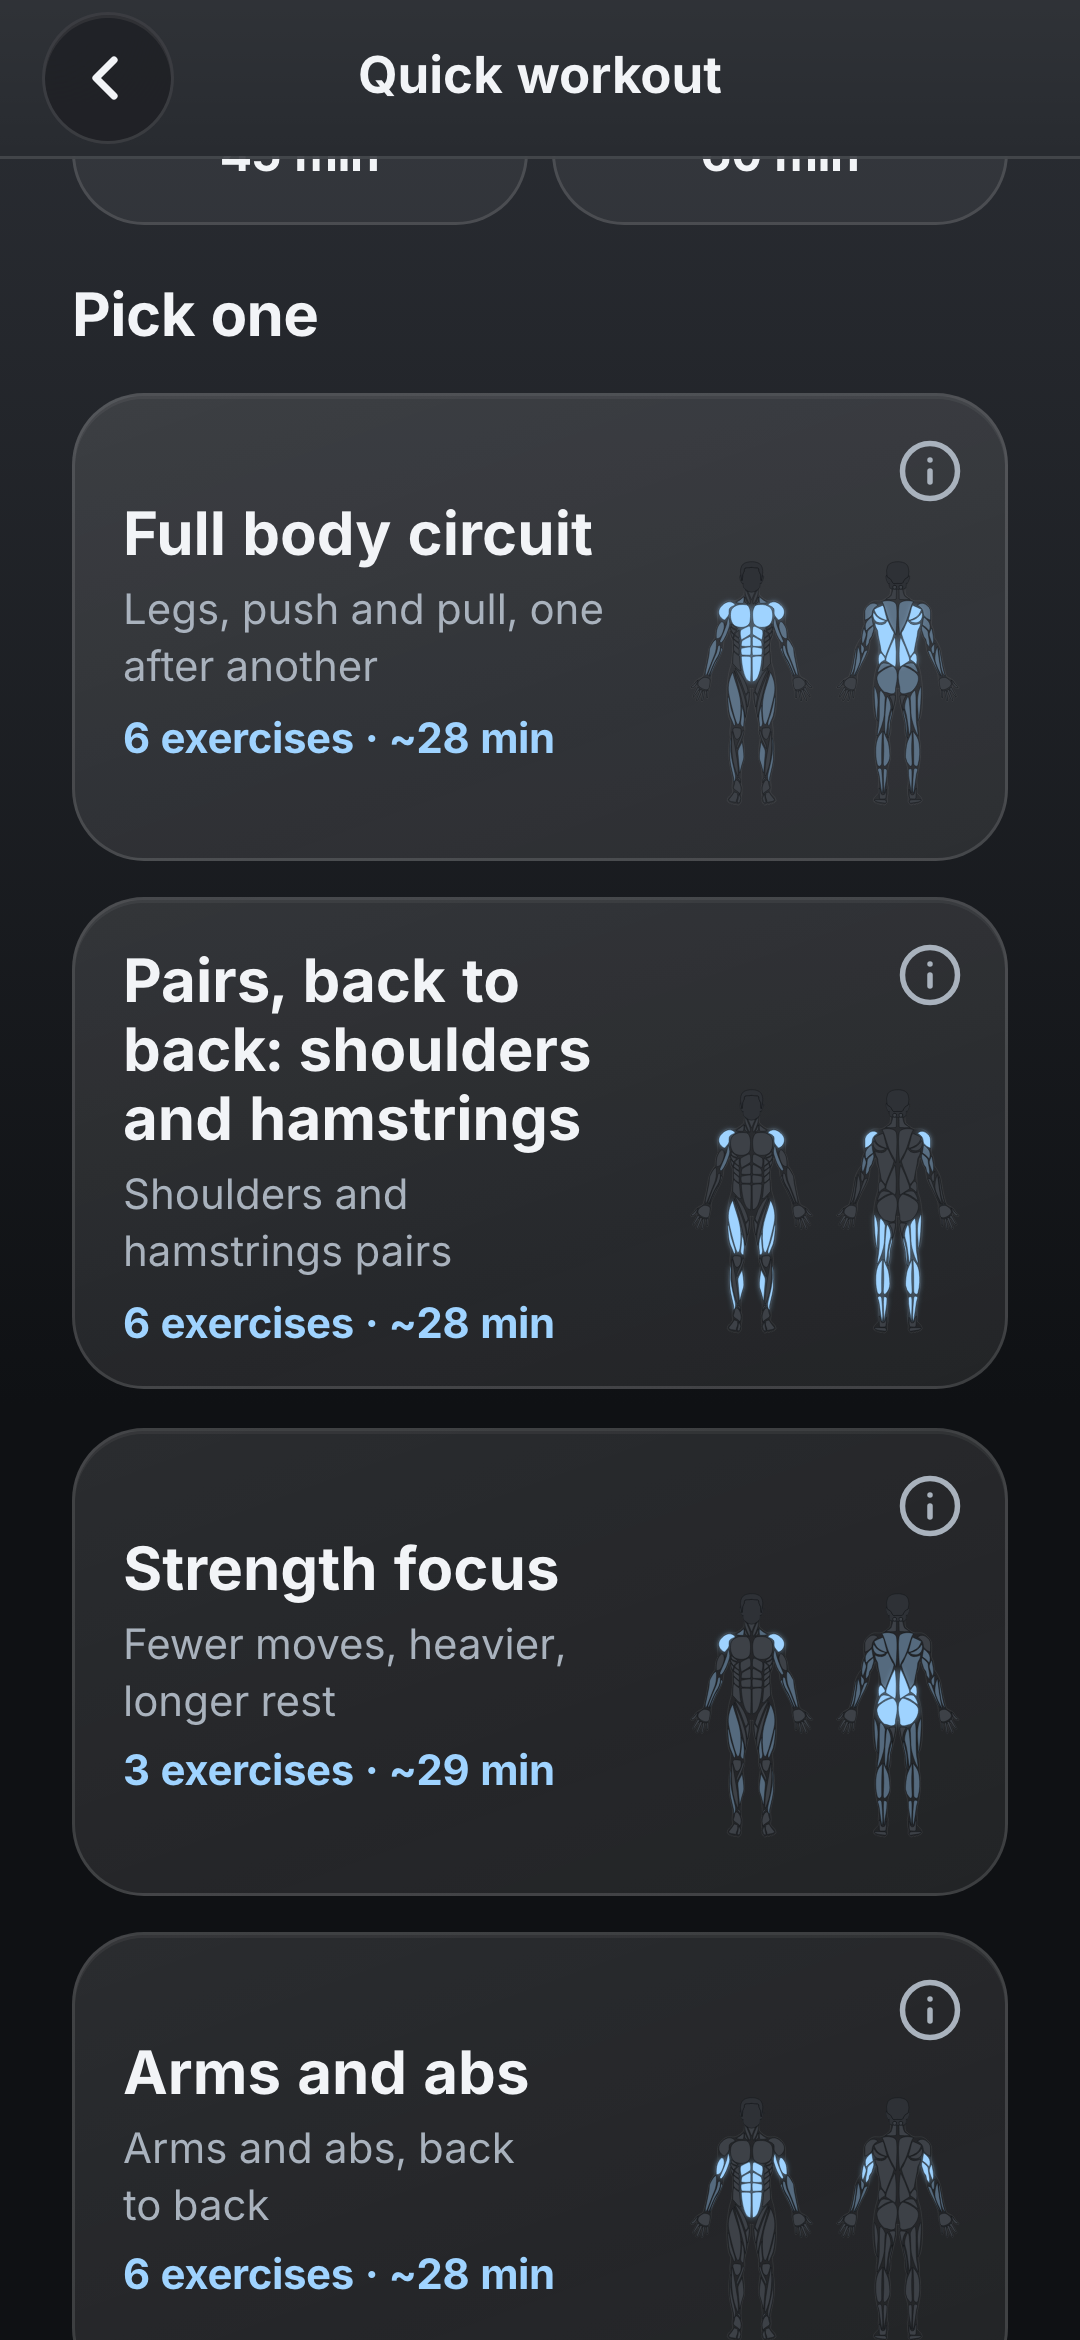 Quick workout
Pick one
Full body circuit
Legs, push and pull, one
after another
6 exercises · ~28 min
Pairs, back to
back: shoulders
and hamstrings
Shoulders and
hamstrings pairs
6 exercises · ~28 min
Strength focus
Fewer moves, heavier,
longer rest
3 exercises · ~29 min
Arms and abs
Arms and abs, back
to back
6 exercises · ~28 min